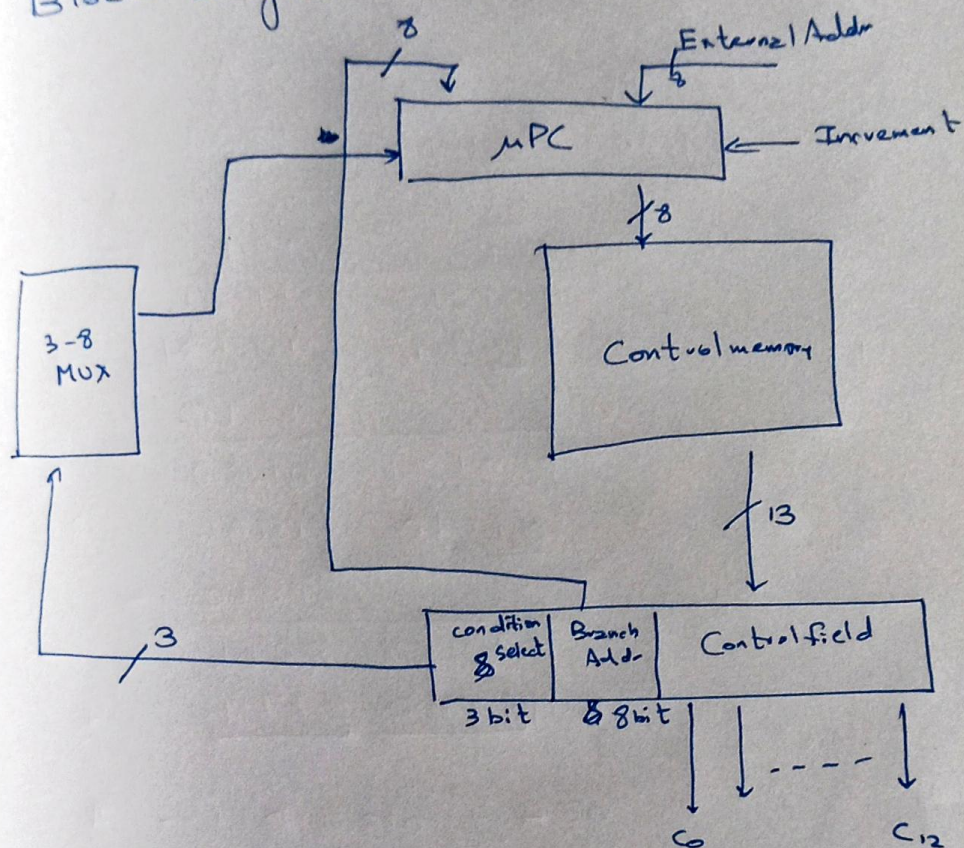 8
External Addr
8
μPC
Increment
8
3-8
MUX
Control memory
13
3
condition
select
Branch
Addr
Control field
3 bit
8 bit
C0
C12